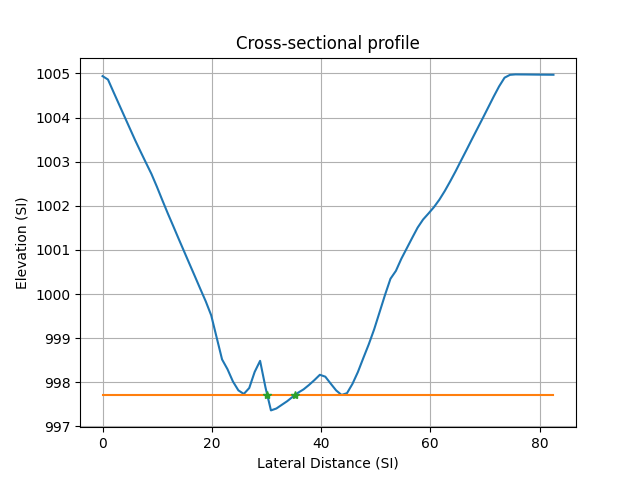 Cross-sectional profile
1005
1004
1003
1002
1001
1000
999
998
997
Elevation (SI)
0 20 40 60 80
Lateral Distance (SI)